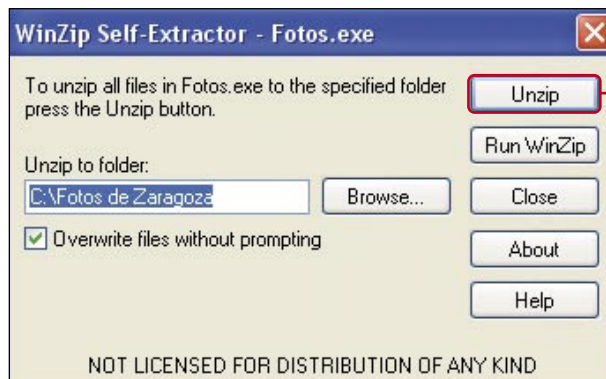 WinZip Self-Extractor - Fotos.exe
To unzip all files in Fotos.exe to the specified folder
press the Unzip button.
Unzip to folder:
C:\Fotos de Zaragoza
Browse...
Overwrite files without prompting
Unzip
Run WinZip
Close
About
Help
NOT LICENSED FOR DISTRIBUTION OF ANY KIND